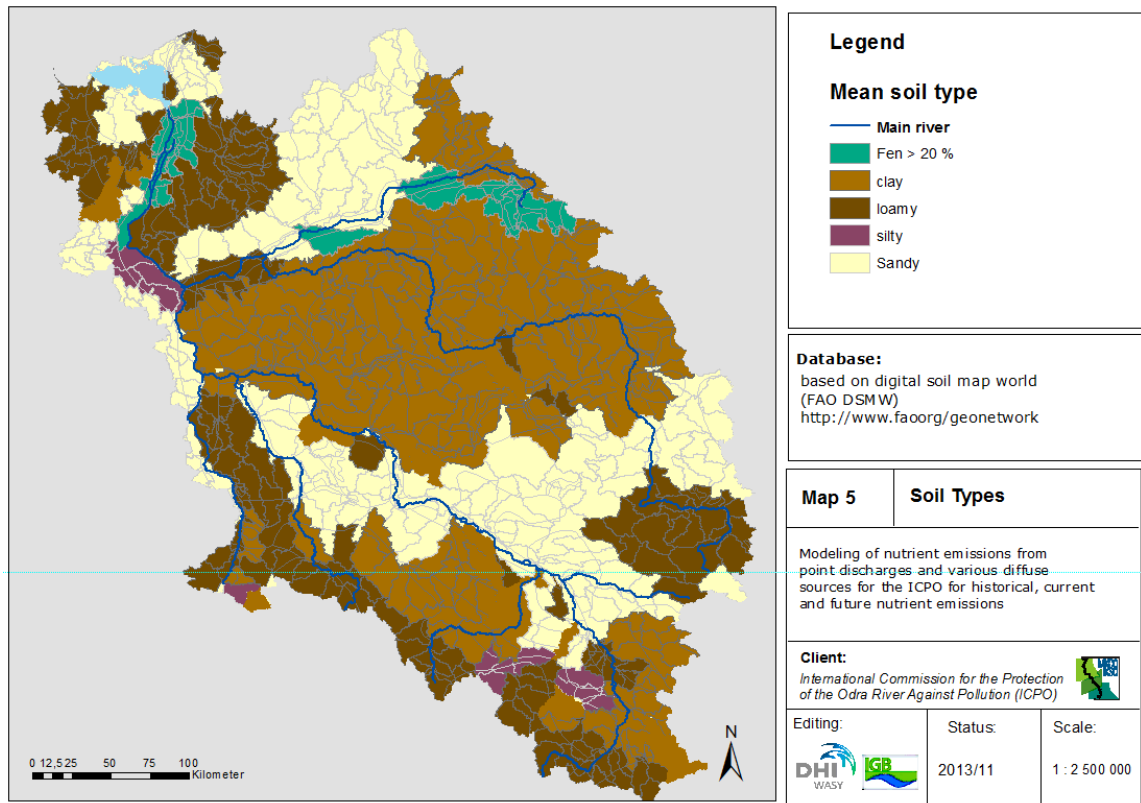 Legend
Mean soil type
Main river
Fen > 20 %
clay
loamy
silty
Sandy
Database:
based on digital soil map world
(FAO DSMW)
http://www.faoorg/geonetwork
Map 5
Soil Types
Modeling of nutrient emissions from
point discharges and various diffuse
sources for the ICPO for historical, current
and future nutrient emissions
Client:
International Commission for the Protection
of the Odra River Against Pollution (ICPO)
Editing:
DHI
WASY
IGB
Status:
2013/11
Scale:
1 : 2 500 000
N
0 12,525 50 75 100
Kilometer